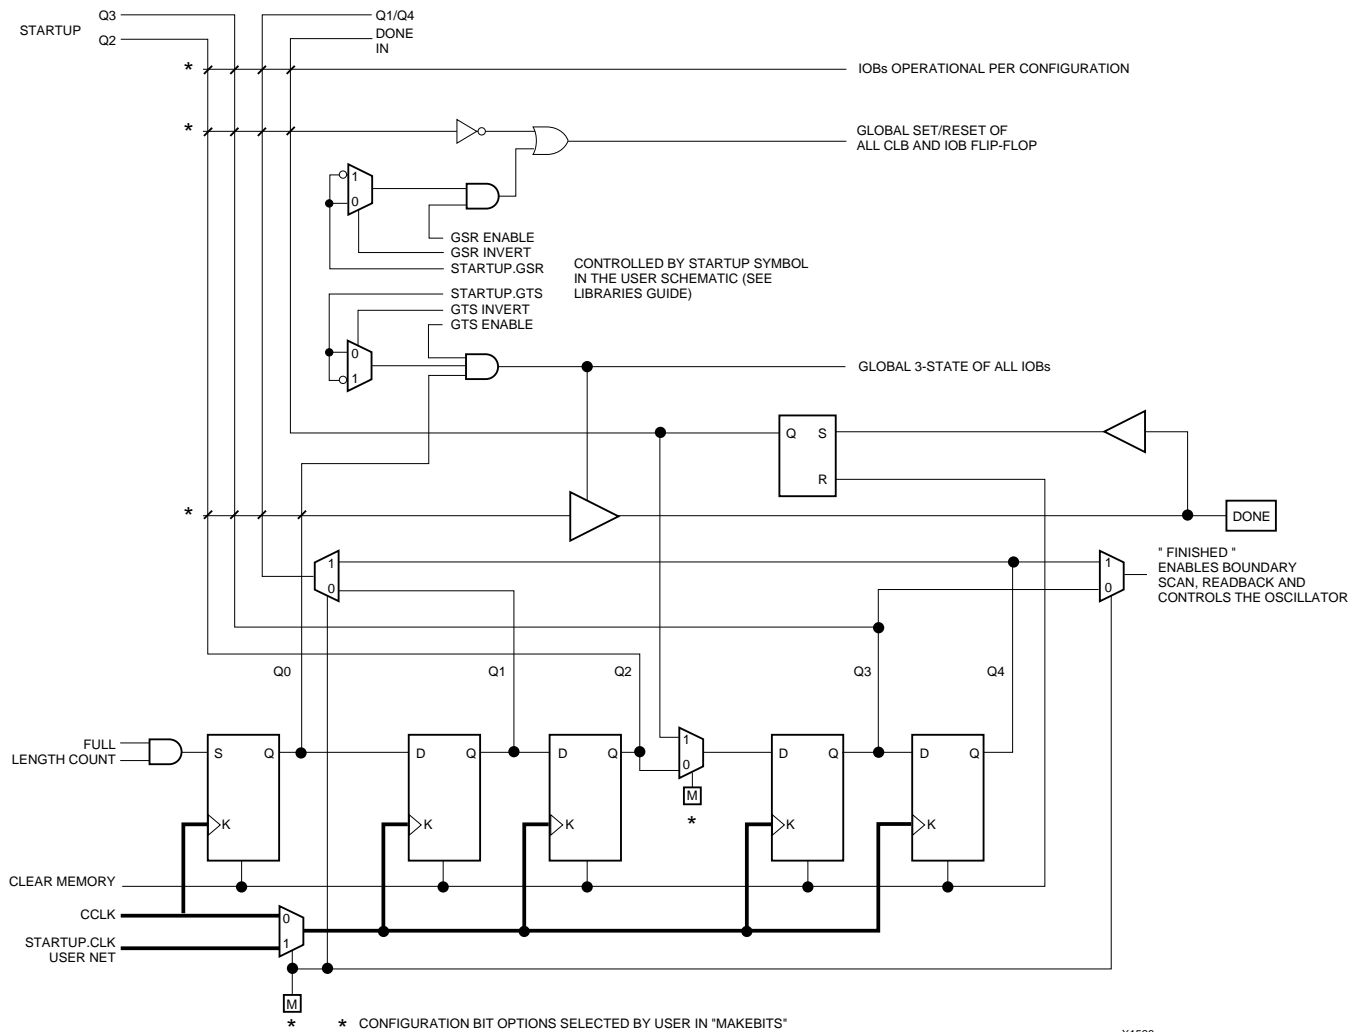 Q3
Q1/Q4
STARTUP
Q2
DONE
IN
*
IOBs OPERATIONAL PER CONFIGURATION
*
GLOBAL SET/RESET OF
ALL CLB AND IOB FLIP-FLOP
1
0
GSR ENABLE
GSR INVERT
STARTUP.GSR
CONTROLLED BY STARTUP SYMBOL
IN THE USER SCHEMATIC (SEE
LIBRARIES GUIDE)
STARTUP.GTS
GTS INVERT
GTS ENABLE
0
1
GLOBAL 3-STATE OF ALL IOBs
Q S
R
*
DONE
1
0
1
0
" FINISHED "
ENABLES BOUNDARY
SCAN, READBACK AND
CONTROLS THE OSCILLATOR
Q0
Q1
Q2
Q3
Q4
FULL
LENGTH COUNT
S Q
K
D Q
K
D Q
K
1
0
M
*
D Q
K
D Q
K
CLEAR MEMORY
CCLK
0
1
STARTUP.CLK
USER NET
M
*
* CONFIGURATION BIT OPTIONS SELECTED BY USER IN "MAKEBITS"